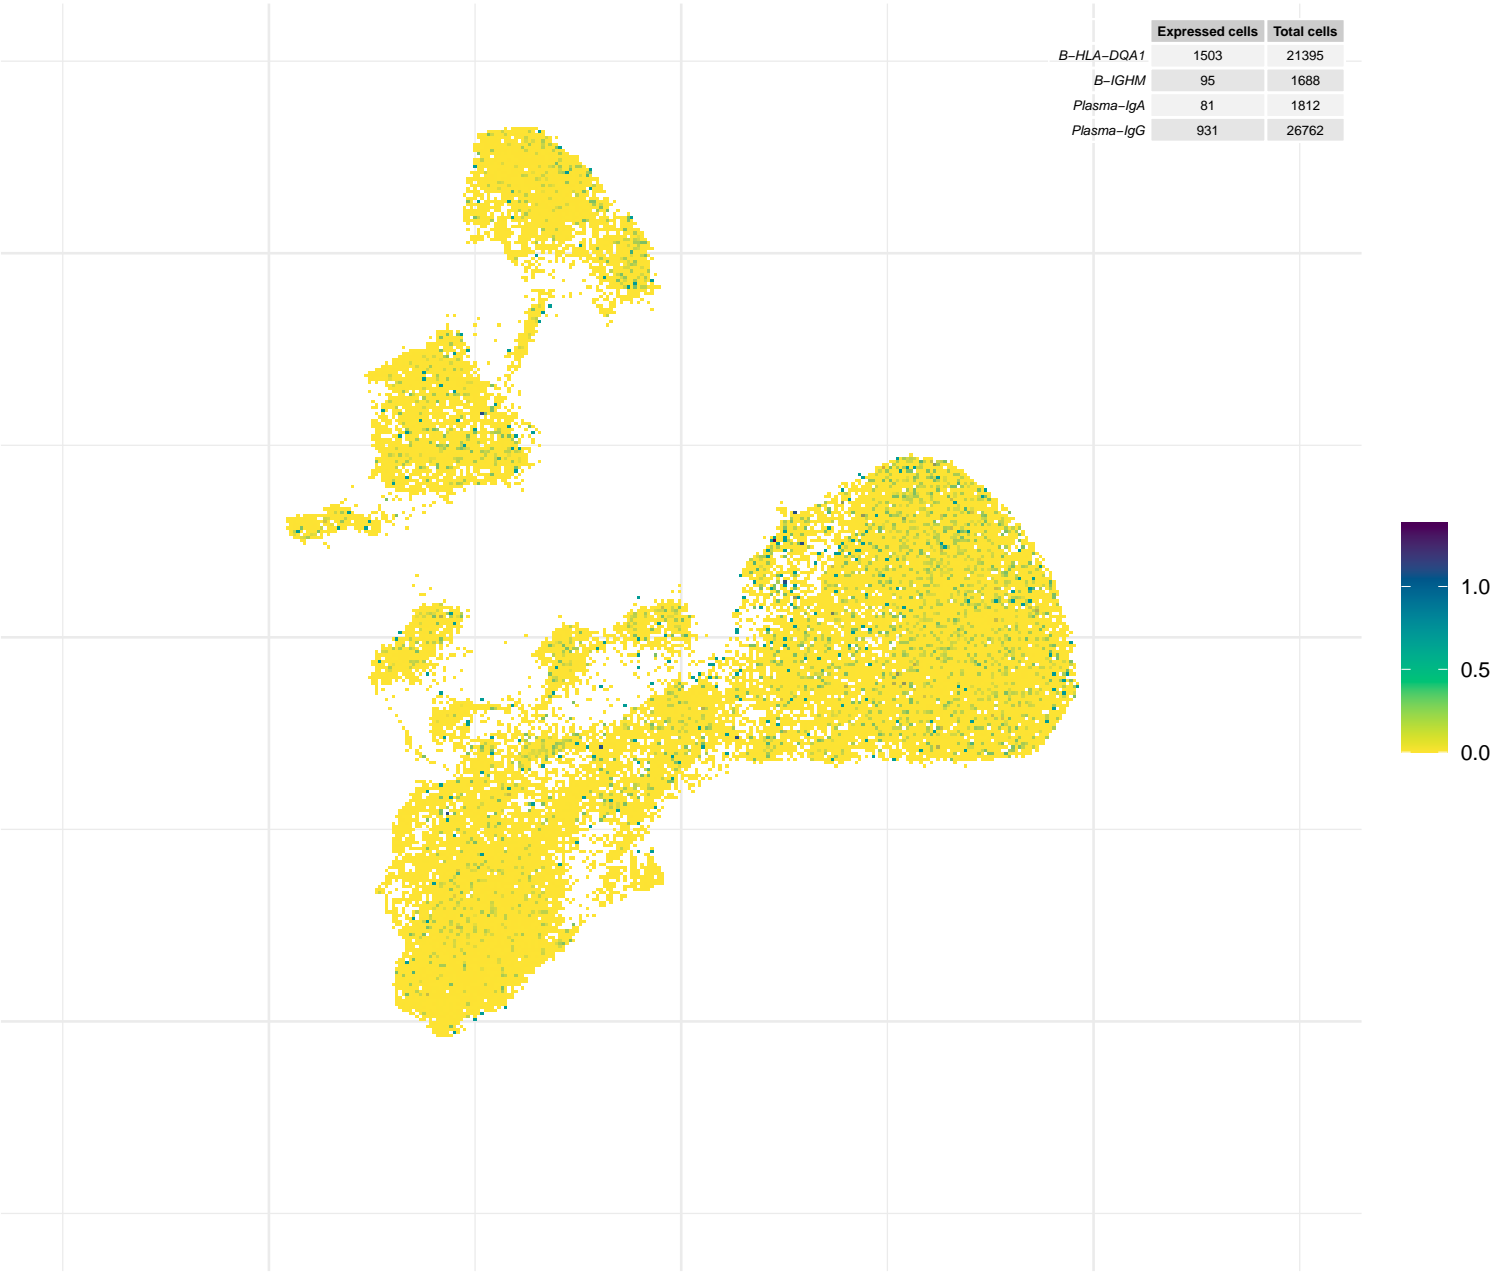 Expressed cells Total cells
B−HLA−DQA1 1503 21395
B−IGHM 95 1688
Plasma−IgA 81 1812
Plasma−IgG 931 26762
1.0
0.5
0.0